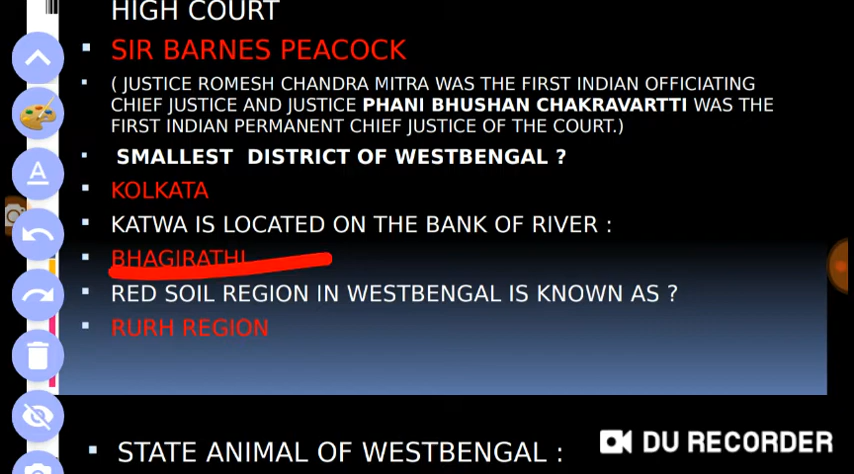 HIGH COURT
SIR BARNES PEACOCK
( JUSTICE ROMESH CHANDRA MITRA WAS THE FIRST INDIAN OFFICIATING
CHIEF JUSTICE AND JUSTICE PHANI BHUSHAN CHAKRAVARTTI WAS THE
FIRST INDIAN PERMANENT CHIEF JUSTICE OF THE COURT.)
SMALLEST DISTRICT OF WESTBENGAL ?
KOLKATA
KATWA IS LOCATED ON THE BANK OF RIVER :
BHAGIRATHI
RED SOIL REGION IN WESTBENGAL IS KNOWN AS ?
RURH REGION
STATE ANIMAL OF WESTBENGAL :
DU RECORDER
A